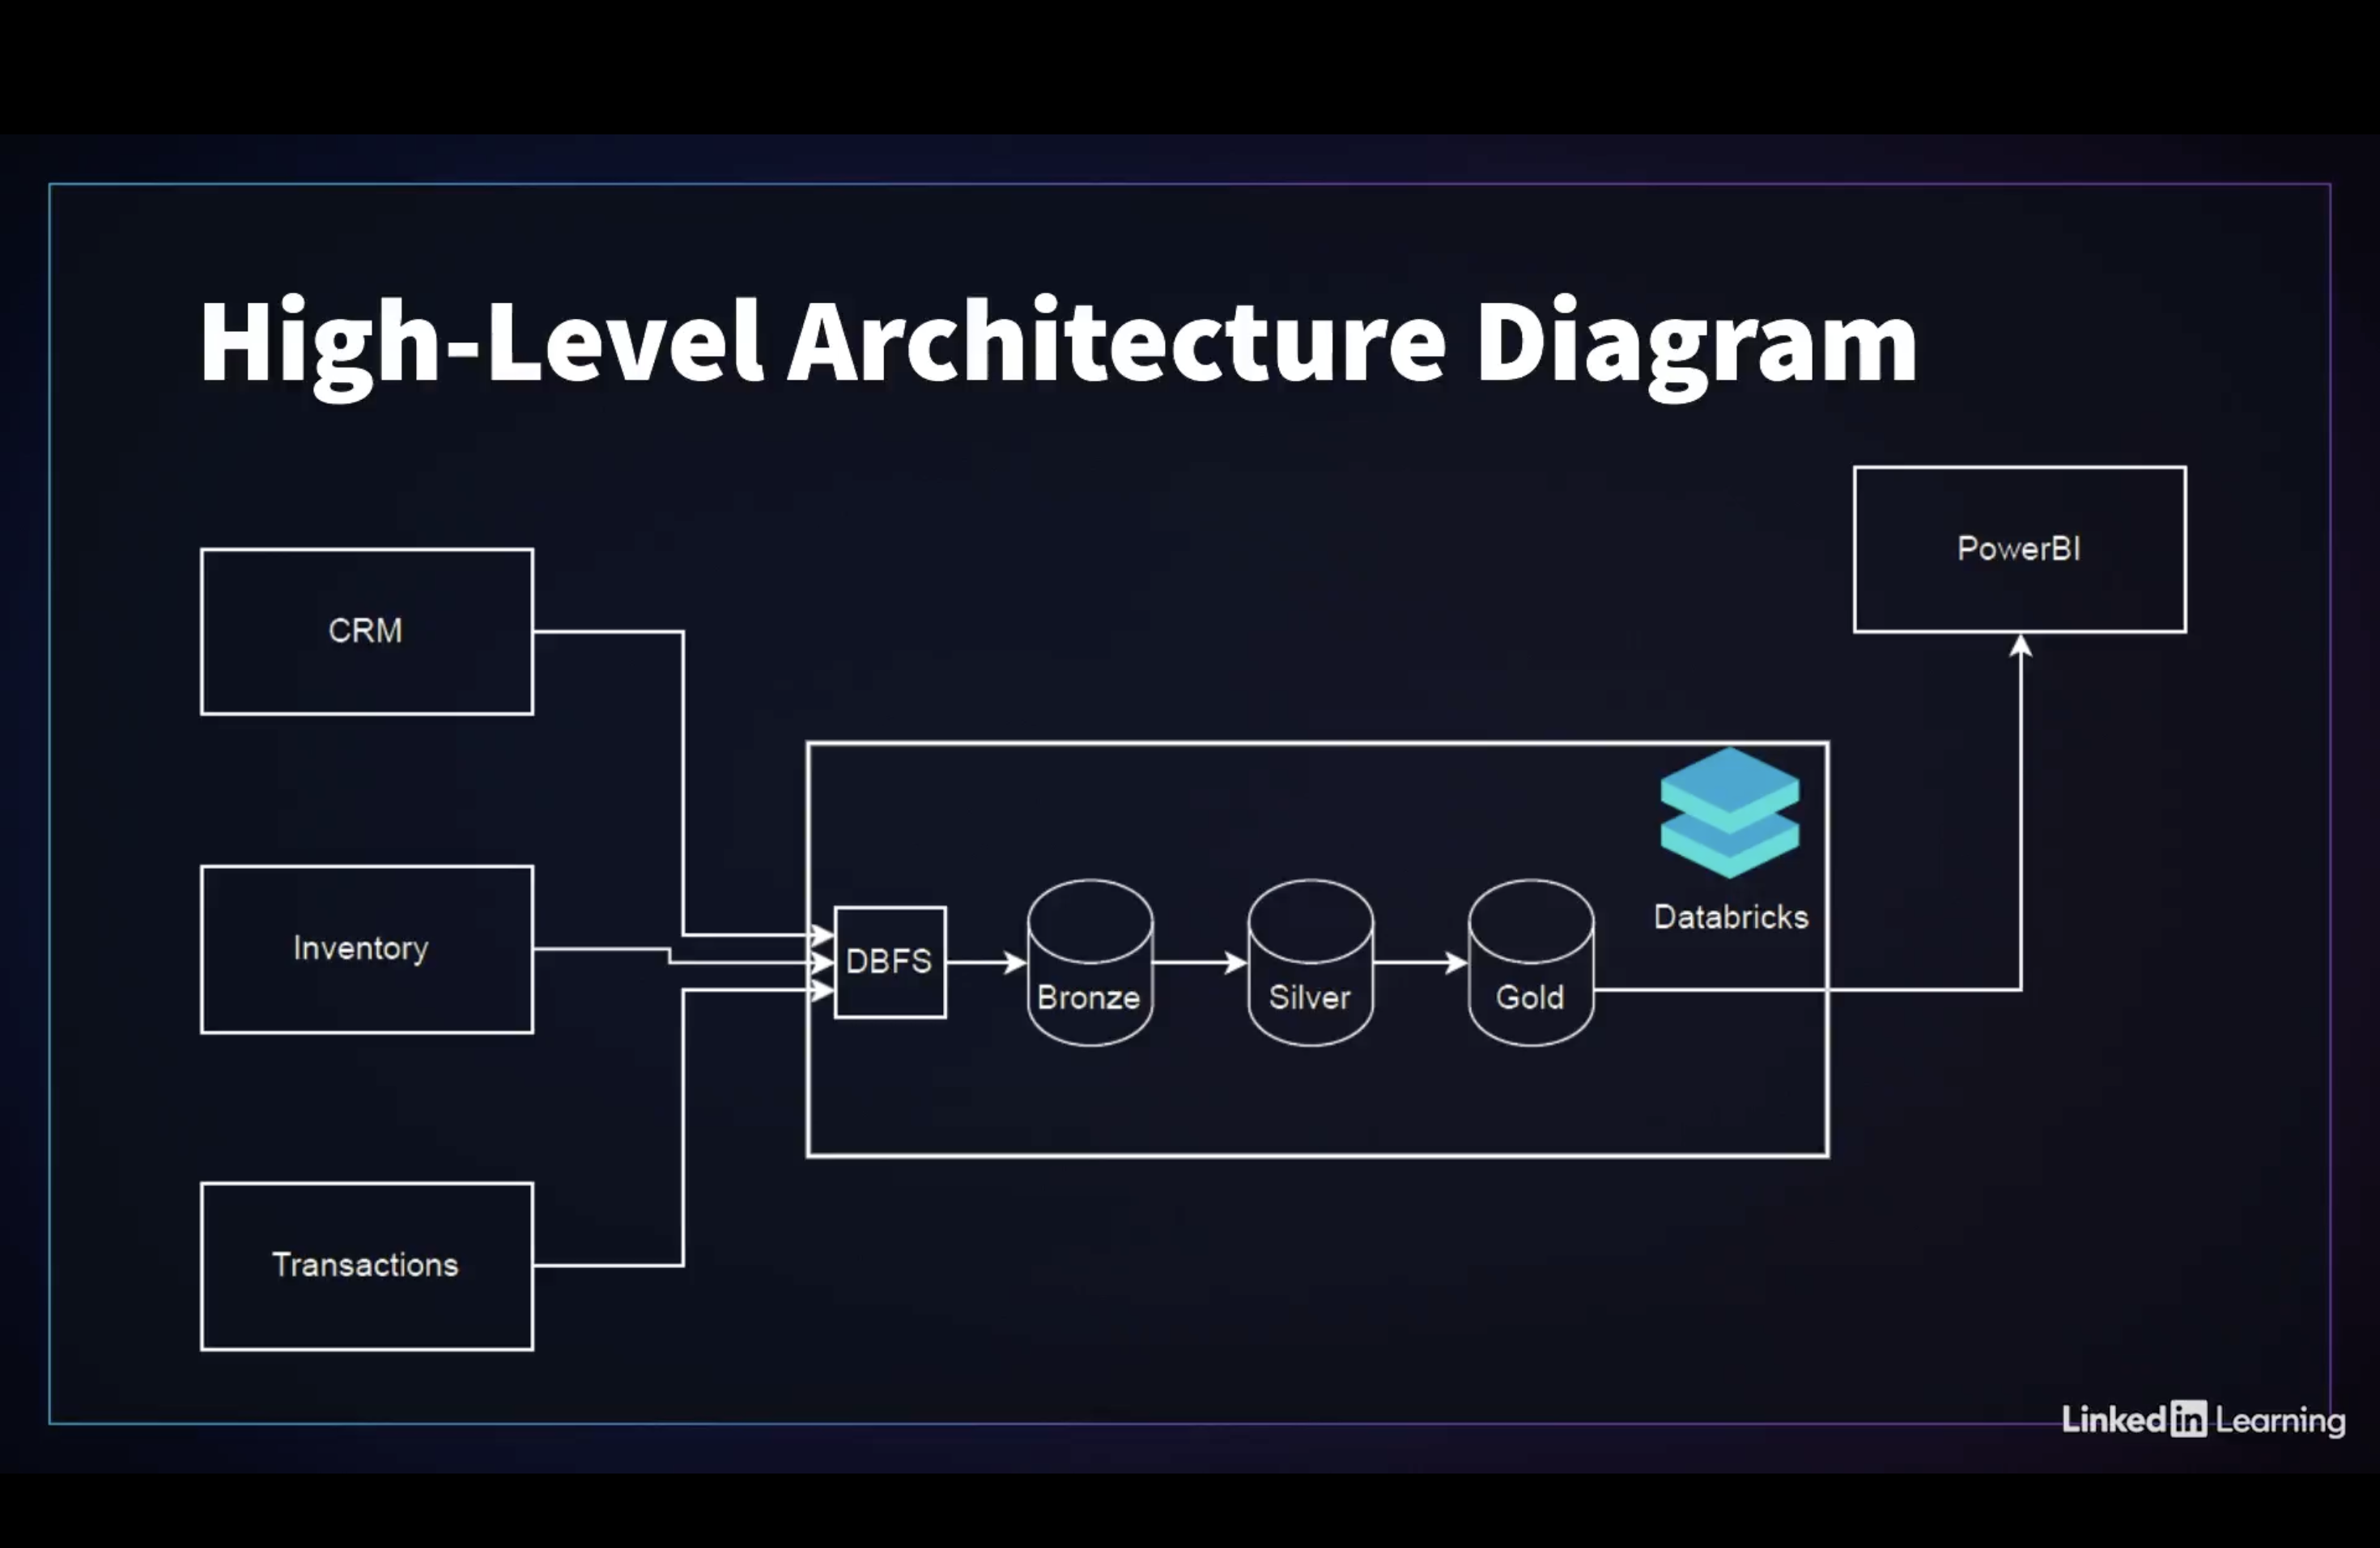 High-Level Architecture Diagram
PowerBI
CRM
Databricks
Inventory
DBFS
Bronze
Silver
Gold
Transactions
Linked in Learning